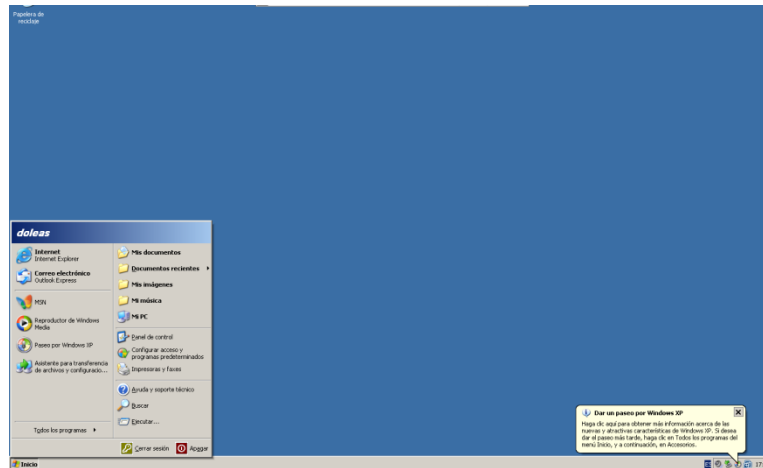 Papelera de
reciclaje
doleas
Internet
Internet Explorer
Correo electrónico
Outlook Express
MSN
Reproductor de Windows
Media
Paseo por Windows XP
Asistente para transferencia
de archivos y configuracio...
Todos los programas
Mis documentos
Documentos recientes
Mis imágenes
Mi música
Mi PC
Panel de control
Configurar acceso y
programas predeterminados
Impresoras y faxes
Ayuda y soporte técnico
Buscar
Ejecutar...
Cerrar sesión
Apagar
Dar un paseo por Windows XP
Haga clic aquí para obtener más información acerca de las
nuevas y atractivas características de Windows XP. Si desea
dar el paseo más tarde, haga clic en Todos los programas del
menú Inicio, y a continuación, en Accesorios.
Inicio
17